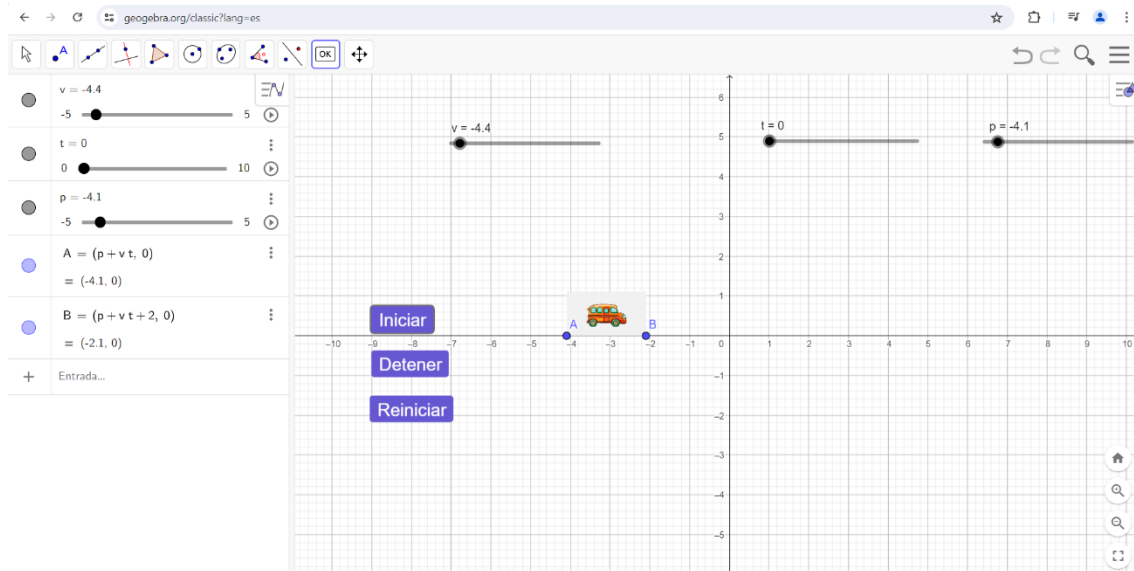 geogebra.org/classic?lang=es
A
OK
v = -4.4
-5 5
t = 0
0 10
p = -4.1
-5 5
A = (p + v t, 0)
= (-4.1, 0)
B = (p + v t + 2, 0)
= (-2.1, 0)
+ Entrada...
v = -4.4
t = 0
p = -4.1
6
5
4
3
2
1
Iniciar
A
B
-10 -9 -8 -7 -6 -5 -4 -3 -2 -1 0 1 2 3 4 5 6 7 8 9 10
Detener
-1
Reiniciar
-2
-3
-4
-5